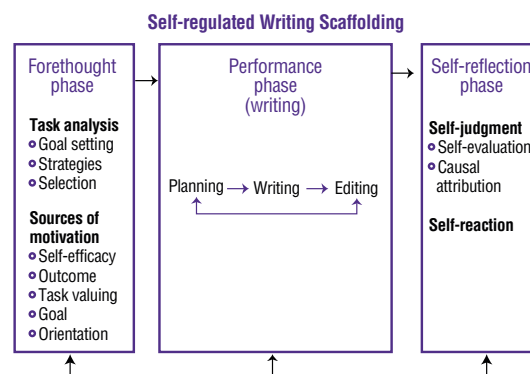 Self-regulated Writing Scaffolding
Forethought
phase
Task analysis
Goal setting
Strategies
Selection
Sources of
motivation
Self-efficacy
Outcome
Task valuing
Goal
Orientation
Performance
phase
(writing)
Planning Writing Editing
Self-reflection
phase
Self-judgment
Self-evaluation
Causal
attribution
Self-reaction